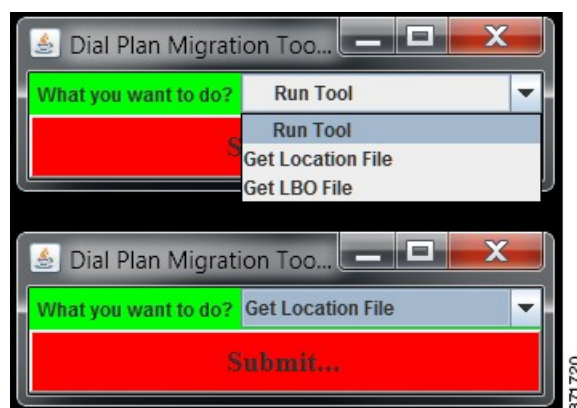 Dial Plan Migration Too...
What you want to do? Run Tool
Run Tool
S
Get Location File
Get LBO File
Dial Plan Migration Too...
What you want to do? Get Location File
Submit...
371720